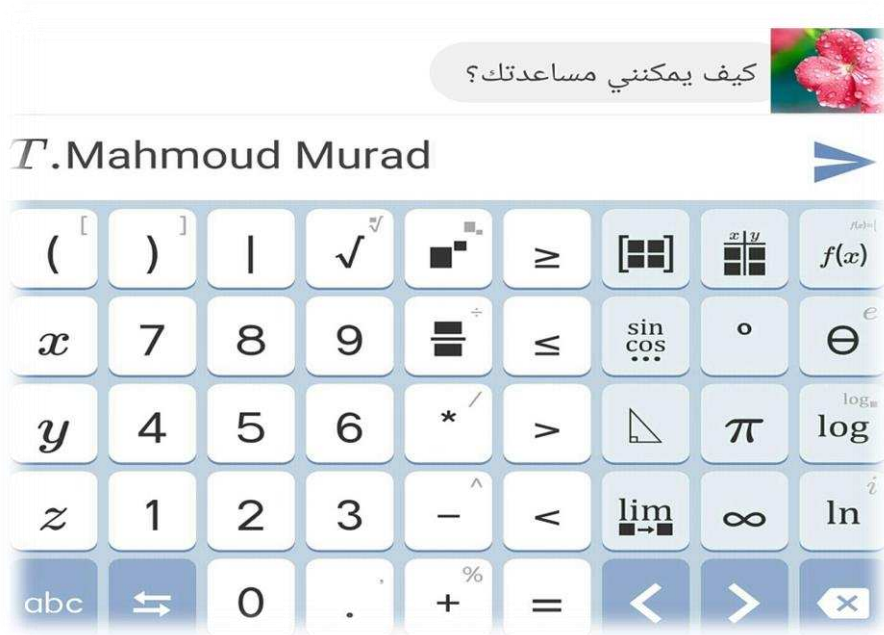 كيف يمكنني مساعدتك؟
T.Mahmoud Murad
( [ ) ] | √ ∜ ≥ x y f(x) f(x)=
x 7 8 9 ÷ ≤ sin cos ... ° Θ e
y 4 5 6 * / > π log log
z 1 2 3 − ^ < lim → ∞ ln i
abc ⇆ 0 . , + % = < > ×